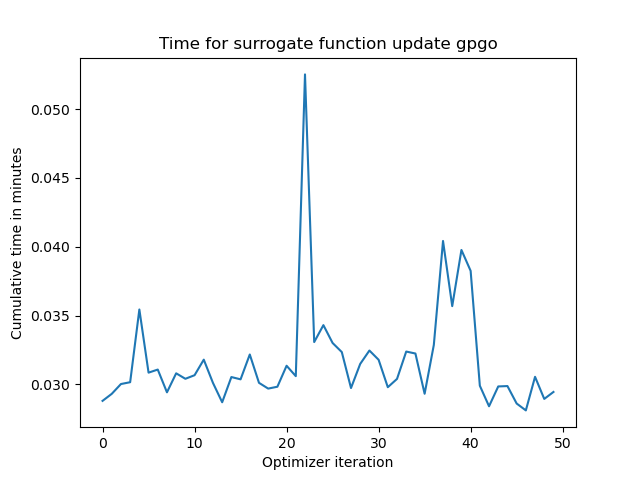 Time for surrogate function update gpgo
Cumulative time in minutes
0.050
0.045
0.040
0.035
0.030
0 10 20 30 40 50
Optimizer iteration